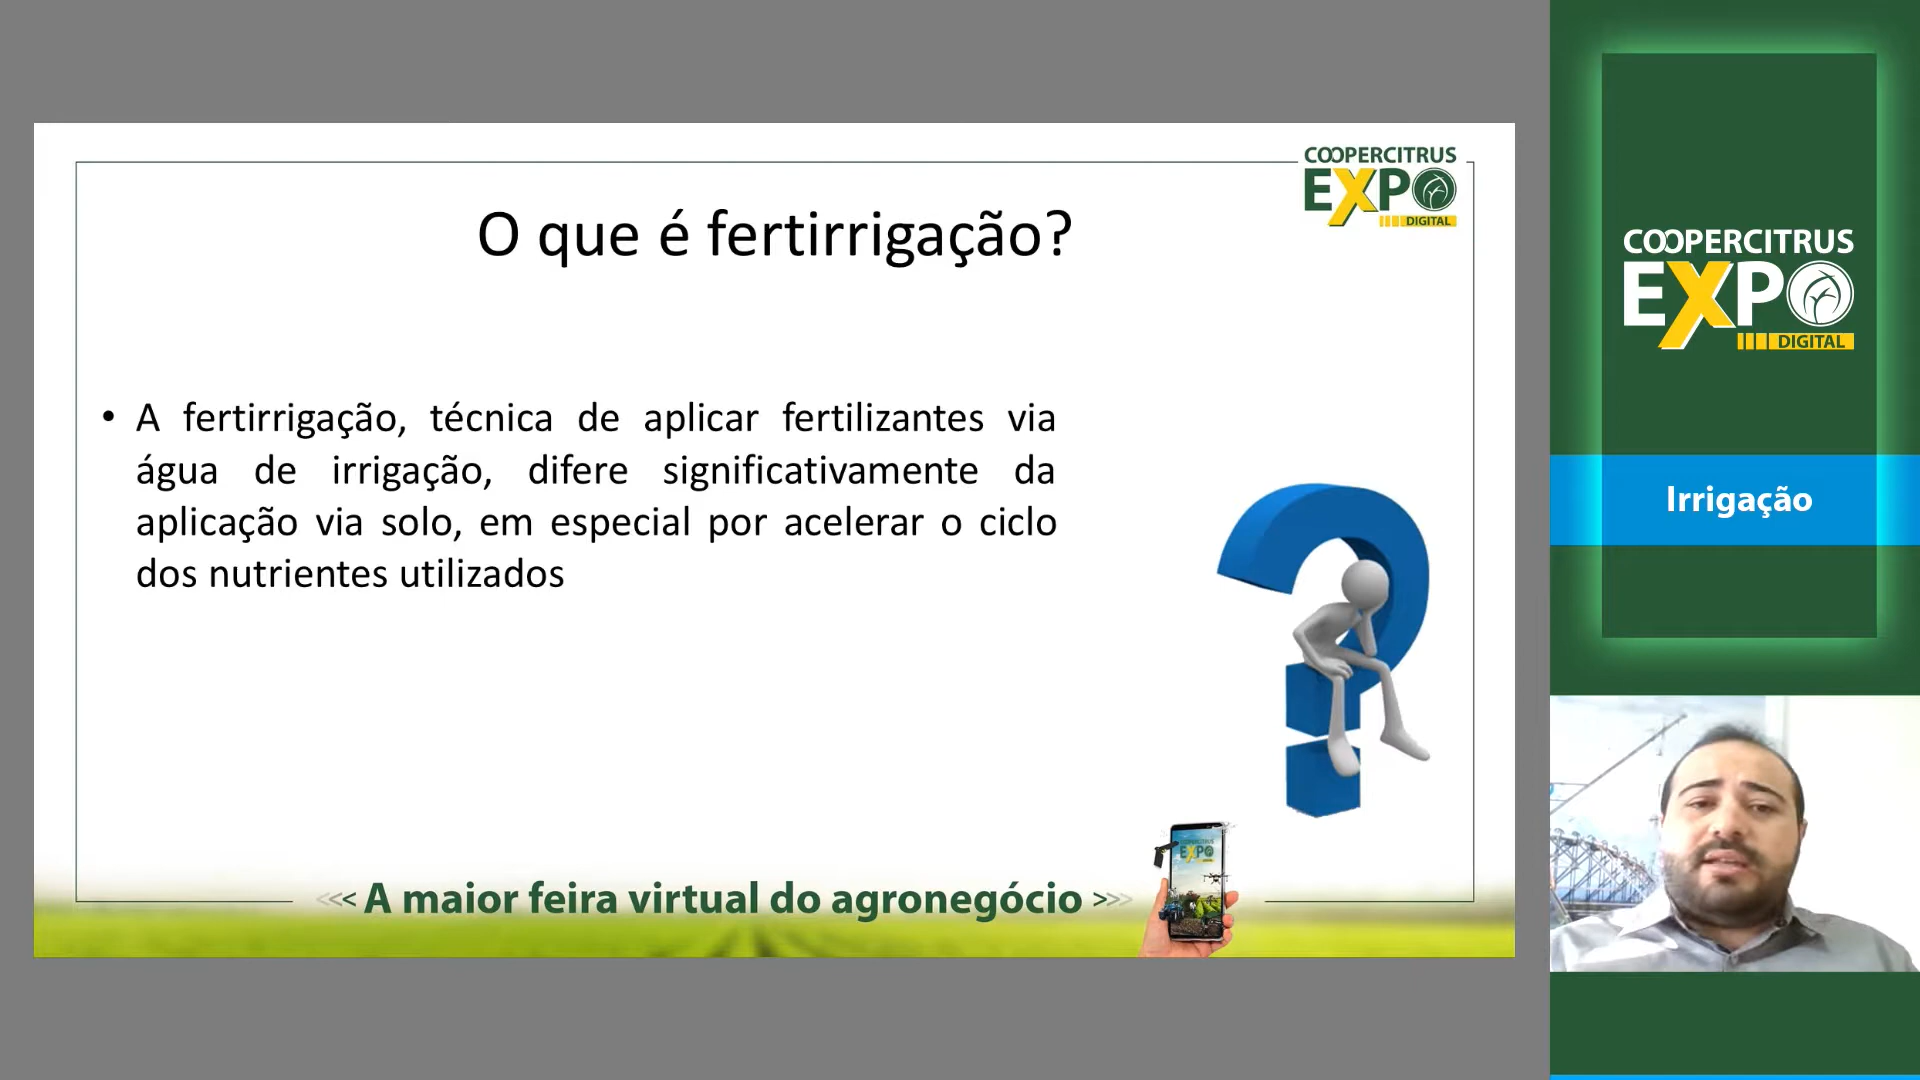 COOPERCITRUS
EXPO
DIGITAL
O que é fertirrigação?
• A fertirrigação, técnica de aplicar fertilizantes via
água de irrigação, difere significativamente da
aplicação via solo, em especial por acelerar o ciclo
dos nutrientes utilizados
<<< A maior feira virtual do agronegócio >>>
EXPO
COOPERCITRUS
EXPO
DIGITAL
Irrigação